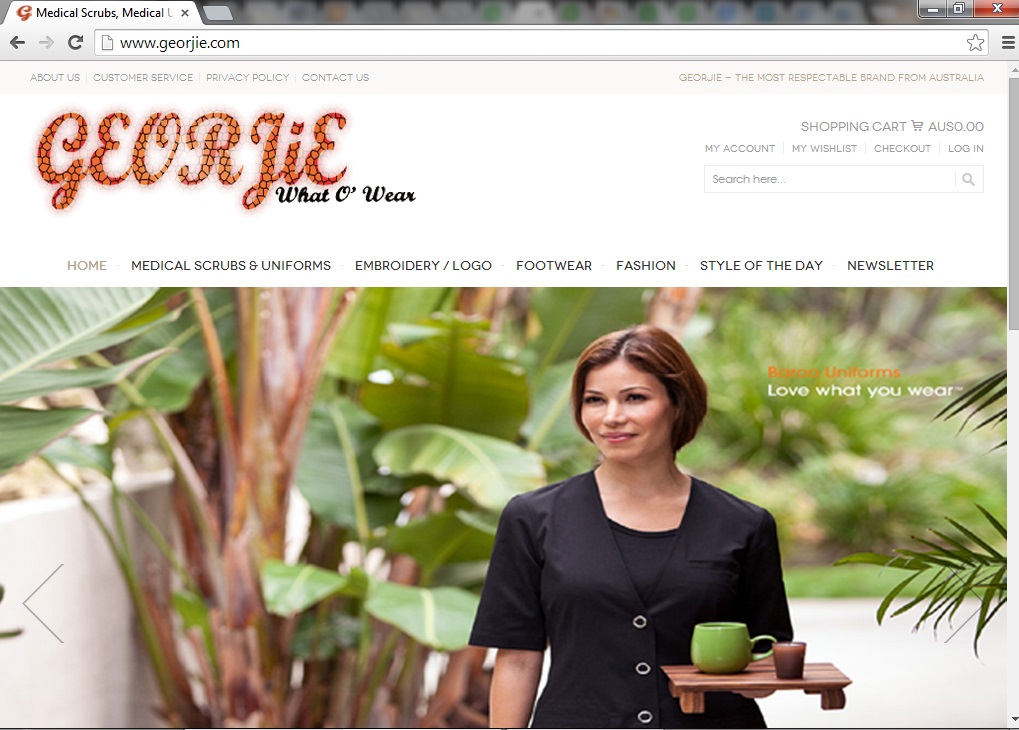 Medical Scrubs, Medical U
www.georjie.com
ABOUT US CUSTOMER SERVICE PRIVACY POLICY CONTACT US
GEORJIE - THE MOST RESPECTABLE BRAND FROM AUSTRALIA
GEORJiE
What O' Wear
SHOPPING CART AU$0.00
MY ACCOUNT MY WISHLIST CHECKOUT LOG IN
Search here...
HOME MEDICAL SCRUBS & UNIFORMS EMBROIDERY / LOGO FOOTWEAR FASHION STYLE OF THE DAY NEWSLETTER
Barco Uniforms
Love what you wear™